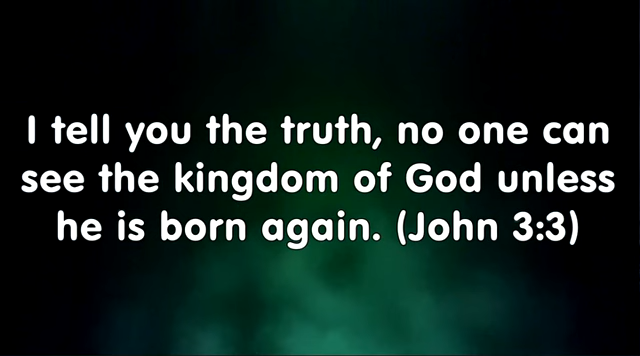 I tell you the truth, no one can
see the kingdom of God unless
he is born again. (John 3:3)